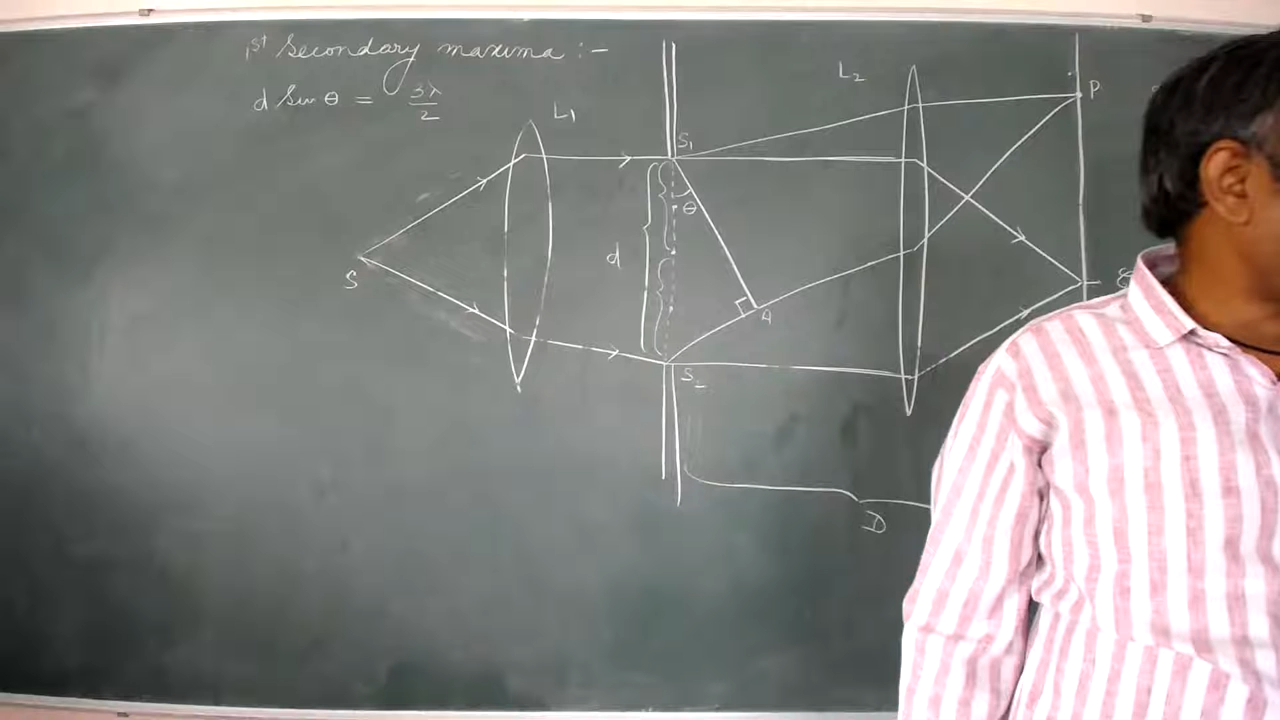 1st Secondary maxima :-
d Sin θ = 3λ/2
L1
L2
S1
P
θ
d
S
A
S2
D